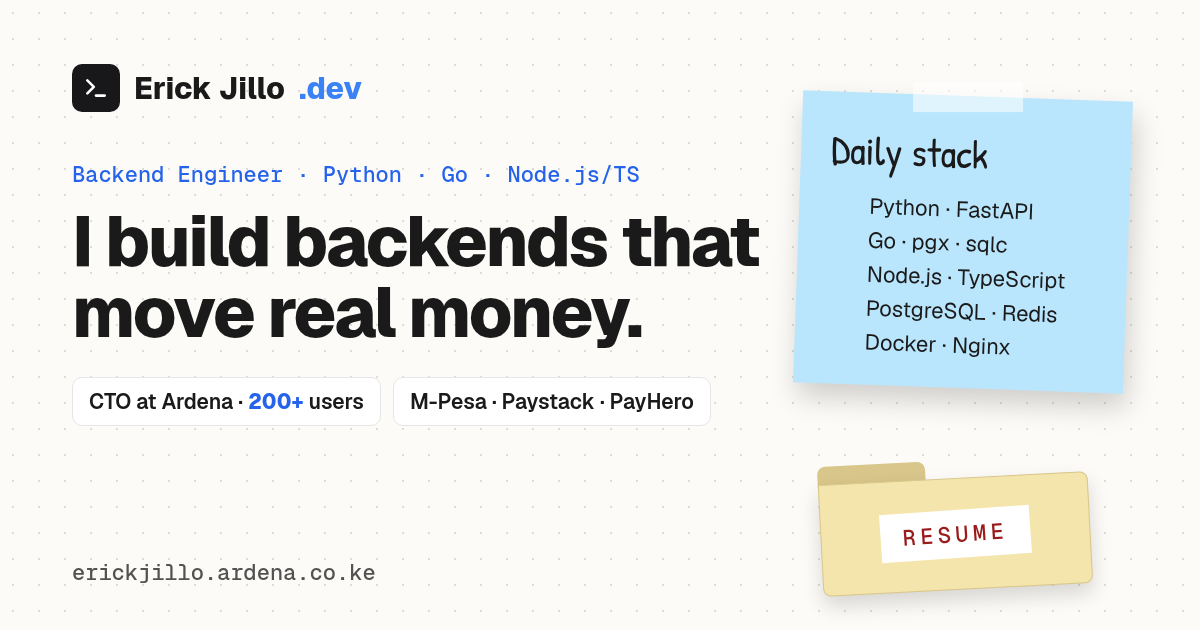 Erick Jillo .dev
Backend Engineer · Python · Go · Node.js/TS
I build backends that
move real money.
CTO at Ardena · 200+ users
M-Pesa · Paystack · PayHero
erickjillo.ardena.co.ke
Daily stack
Python · FastAPI
Go · pgx · sqlc
Node.js · TypeScript
PostgreSQL · Redis
Docker · Nginx
RESUME